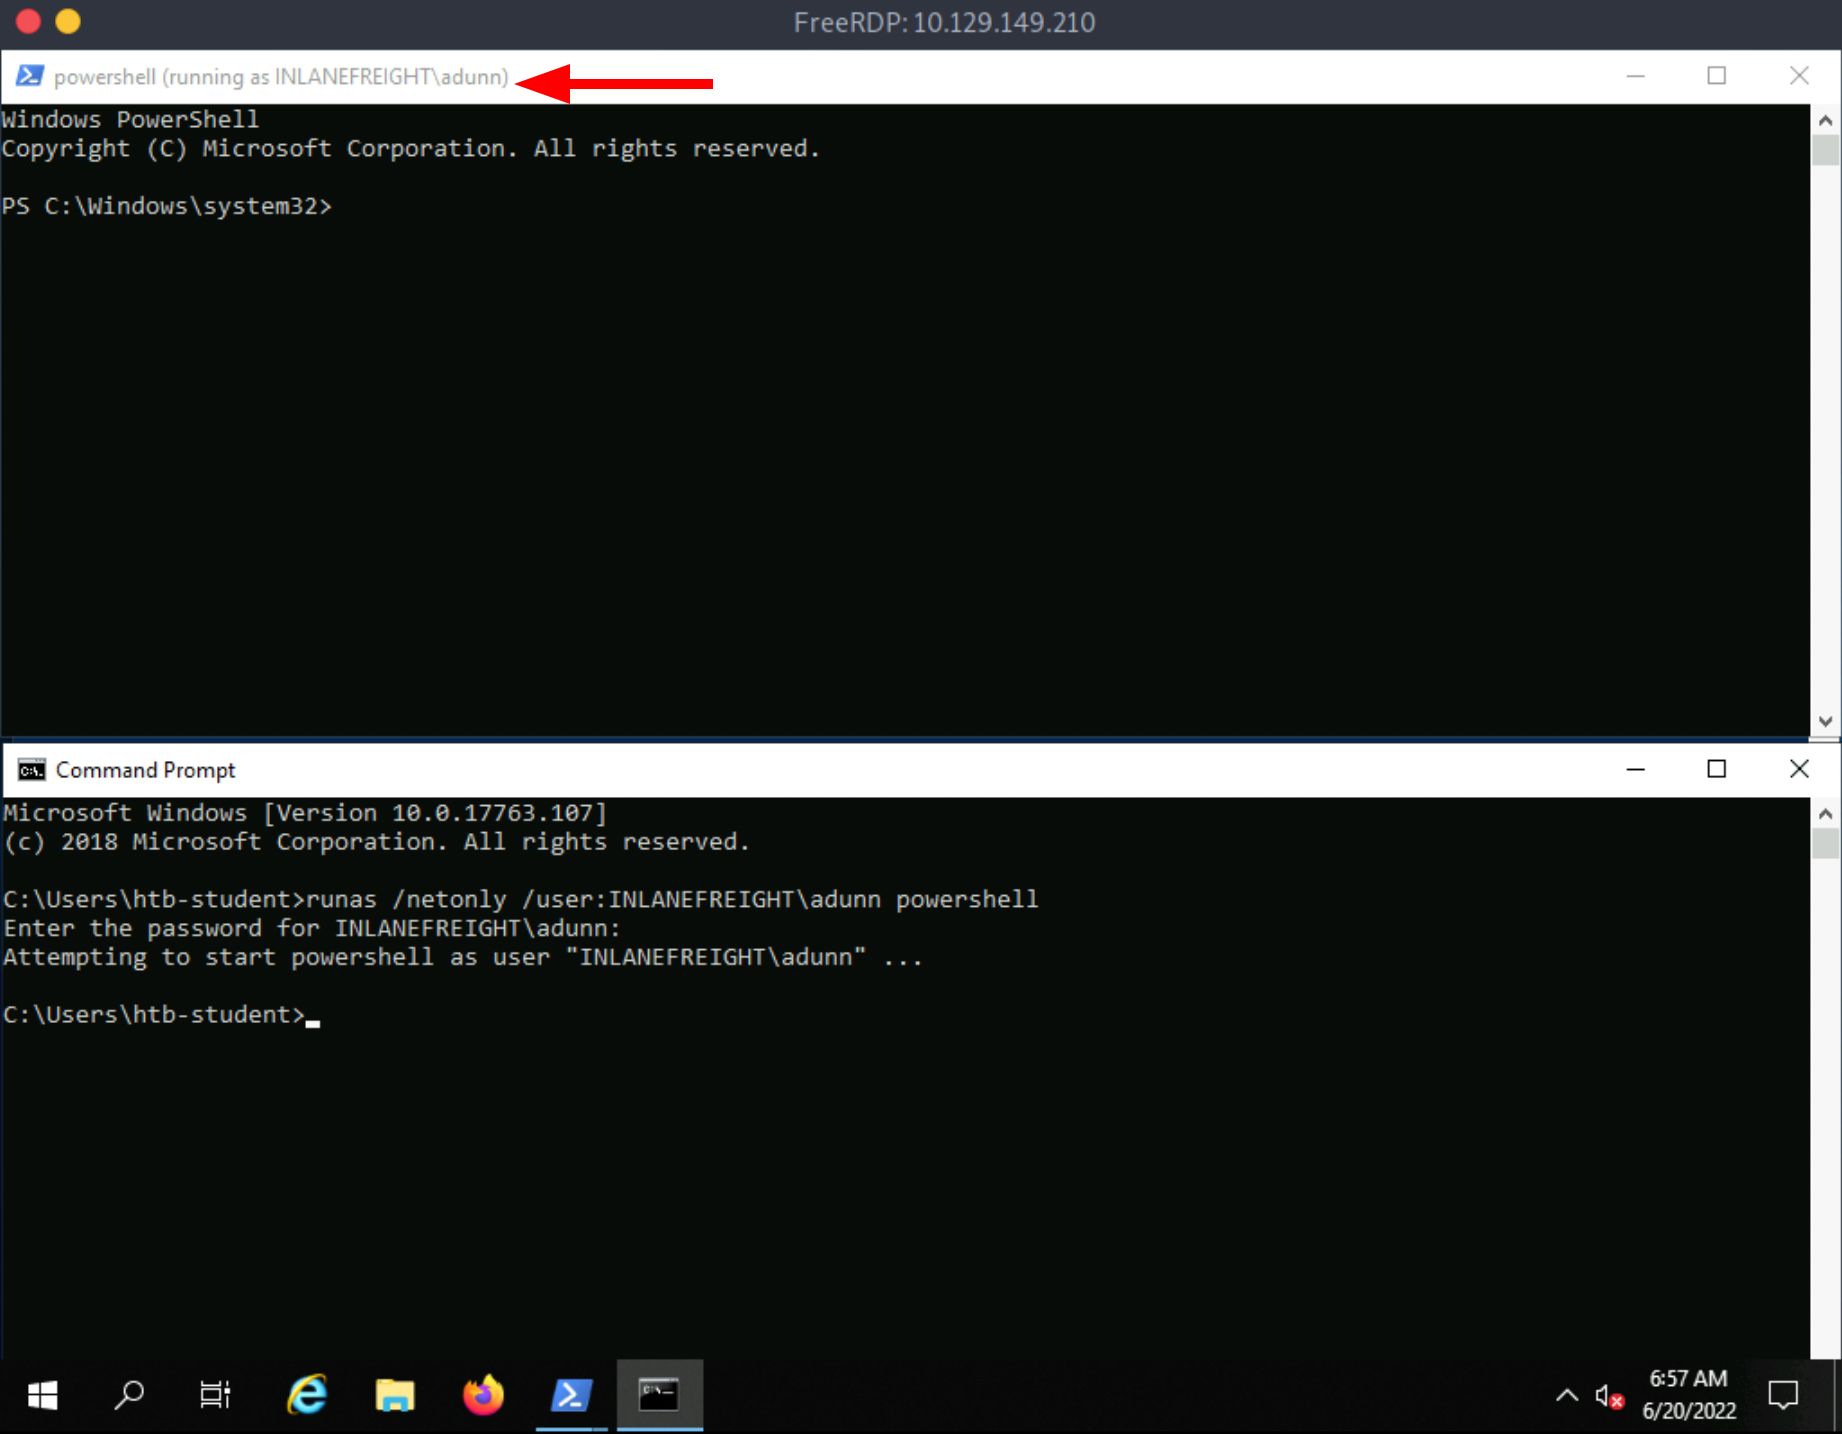 FreeRDP: 10.129.149.210
powershell (running as INLANEFREIGHT\adunn)
Windows PowerShell
Copyright (C) Microsoft Corporation. All rights reserved.
PS C:\Windows\system32>
Command Prompt
Microsoft Windows [Version 10.0.17763.107]
(c) 2018 Microsoft Corporation. All rights reserved.
C:\Users\htb-student>runas /netonly /user:INLANEFREIGHT\adunn powershell
Enter the password for INLANEFREIGHT\adunn:
Attempting to start powershell as user "INLANEFREIGHT\adunn" ...
C:\Users\htb-student>
6:57 AM
6/20/2022